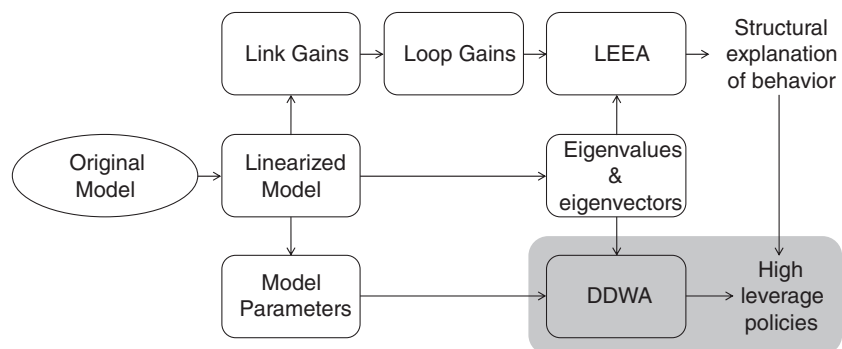 Link Gains
Loop Gains
LEEA
Structural
explanation
of behavior
Original
Model
Linearized
Model
Eigenvalues
&
eigenvectors
Model
Parameters
DDWA
High
leverage
policies